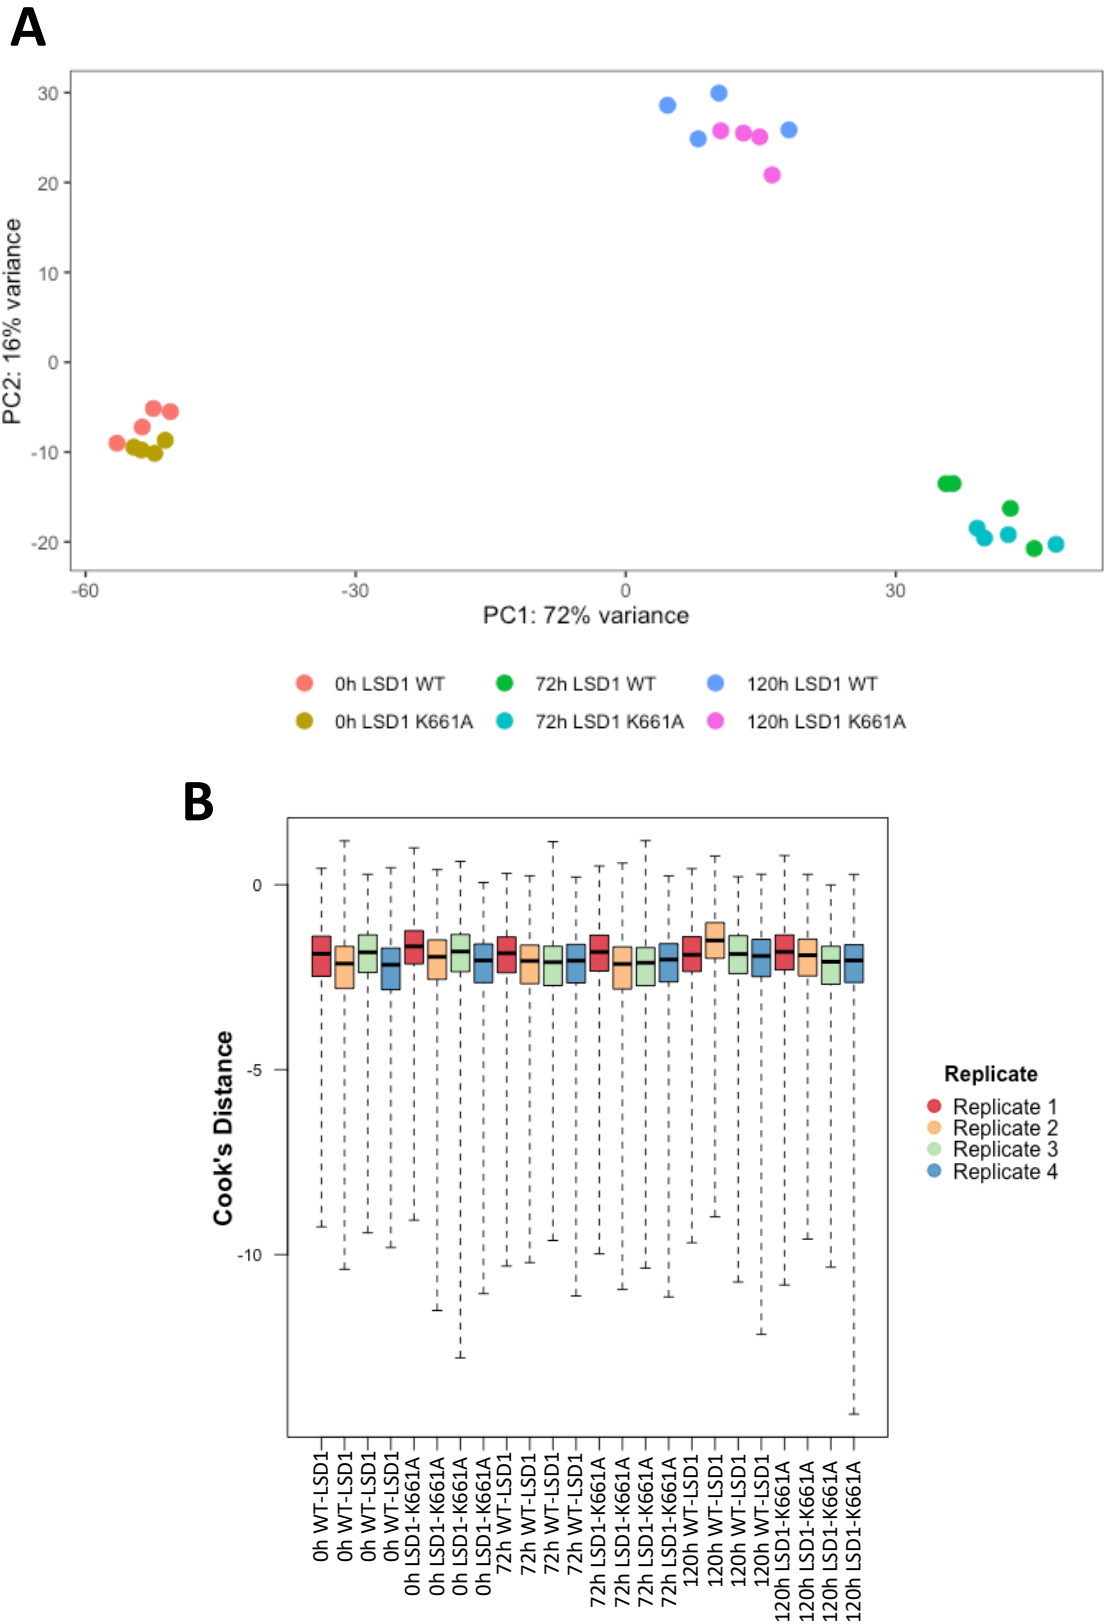 A
30
20
10
0
-10
-20
PC2: 16% variance
-60
-30
0
30
PC1: 72% variance
0h LSD1 WT
72h LSD1 WT
120h LSD1 WT
0h LSD1 K661A
72h LSD1 K661A
120h LSD1 K661A
B
0
-5
-10
Cook's Distance
Replicate
Replicate 1
Replicate 2
Replicate 3
Replicate 4
0h WT-LSD1
0h WT-LSD1
0h WT-LSD1
0h WT-LSD1
0h LSD1-K661A
0h LSD1-K661A
0h LSD1-K661A
0h LSD1-K661A
72h WT-LSD1
72h WT-LSD1
72h WT-LSD1
72h WT-LSD1
72h LSD1-K661A
72h LSD1-K661A
72h LSD1-K661A
72h LSD1-K661A
120h WT-LSD1
120h WT-LSD1
120h WT-LSD1
120h WT-LSD1
120h LSD1-K661A
120h LSD1-K661A
120h LSD1-K661A
120h LSD1-K661A